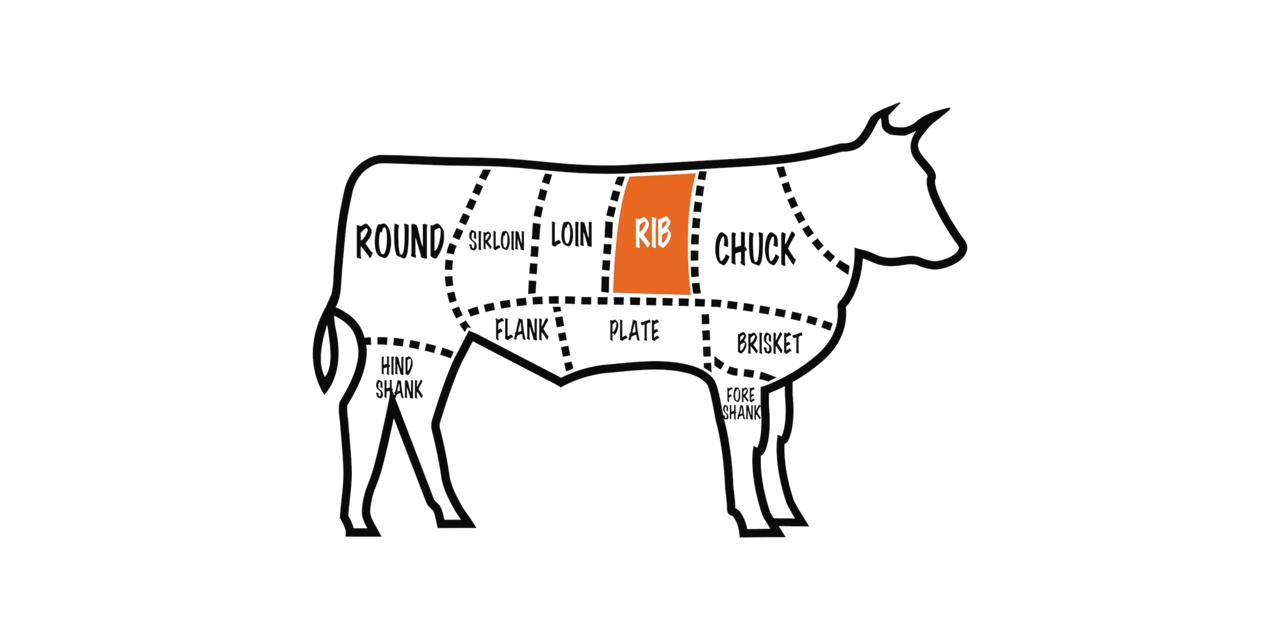 ROUND
SIRLOIN
LOIN
RIB
CHUCK
FLANK
PLATE
BRISKET
HIND
SHANK
FORE
SHANK